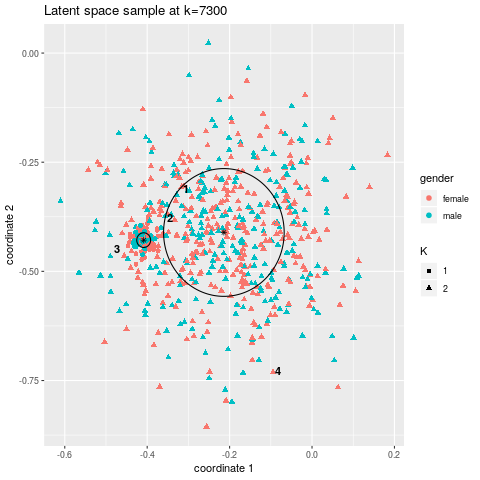 Latent space sample at k=7300
0.00
-0.25
-0.50
-0.75
coordinate 2
1
2
3
4
-0.6
-0.4
-0.2
0.0
0.2
coordinate 1
gender
female
male
K
1
2